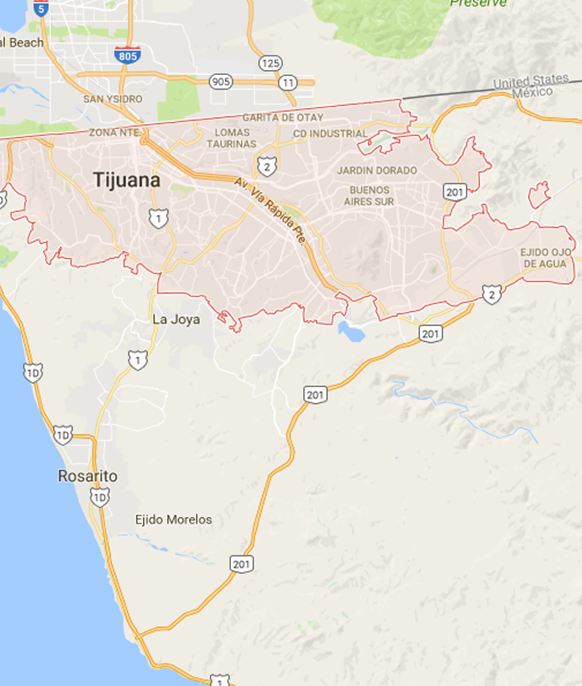 Preserve
5
al Beach
805
125
905
11
SAN YSIDRO
United States
México
GARITA DE OTAY
ZONA NTE.
LOMAS
TAURINAS
CD INDUSTRIAL
2
JARDIN DORADO
Tijuana
201
BUENOS
AIRES SUR
Av. Vía Rápida Pte.
1
EJIDO OJO
DE AGUA
2
La Joya
201
1
1D
201
1D
Rosarito
1D
Ejido Morelos
201
1